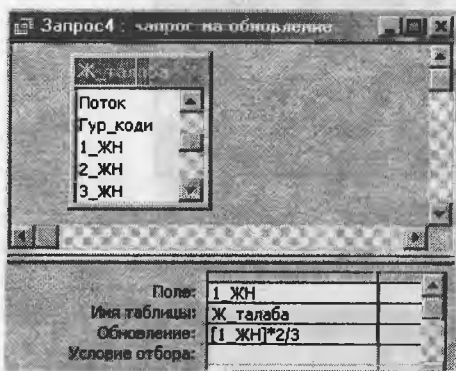 Запрос4 : запрос на обновление
Ж_талаба
Поток
Гур_коди
1_ЖН
2_ЖН
3_ЖН
Поле: 1_ЖН
Имя таблицы: Ж_талаба
Обновление: [1_ЖН]*2/3
Условие отбора: